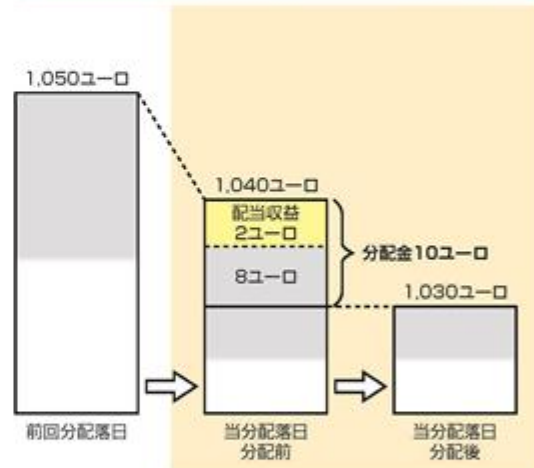 1,050ユーロ
1,040ユーロ
配当収益
2ユーロ
8ユーロ
分配金10ユーロ
1,030ユーロ
前回分配落日
当分配落日
分配前
当分配落日
分配後